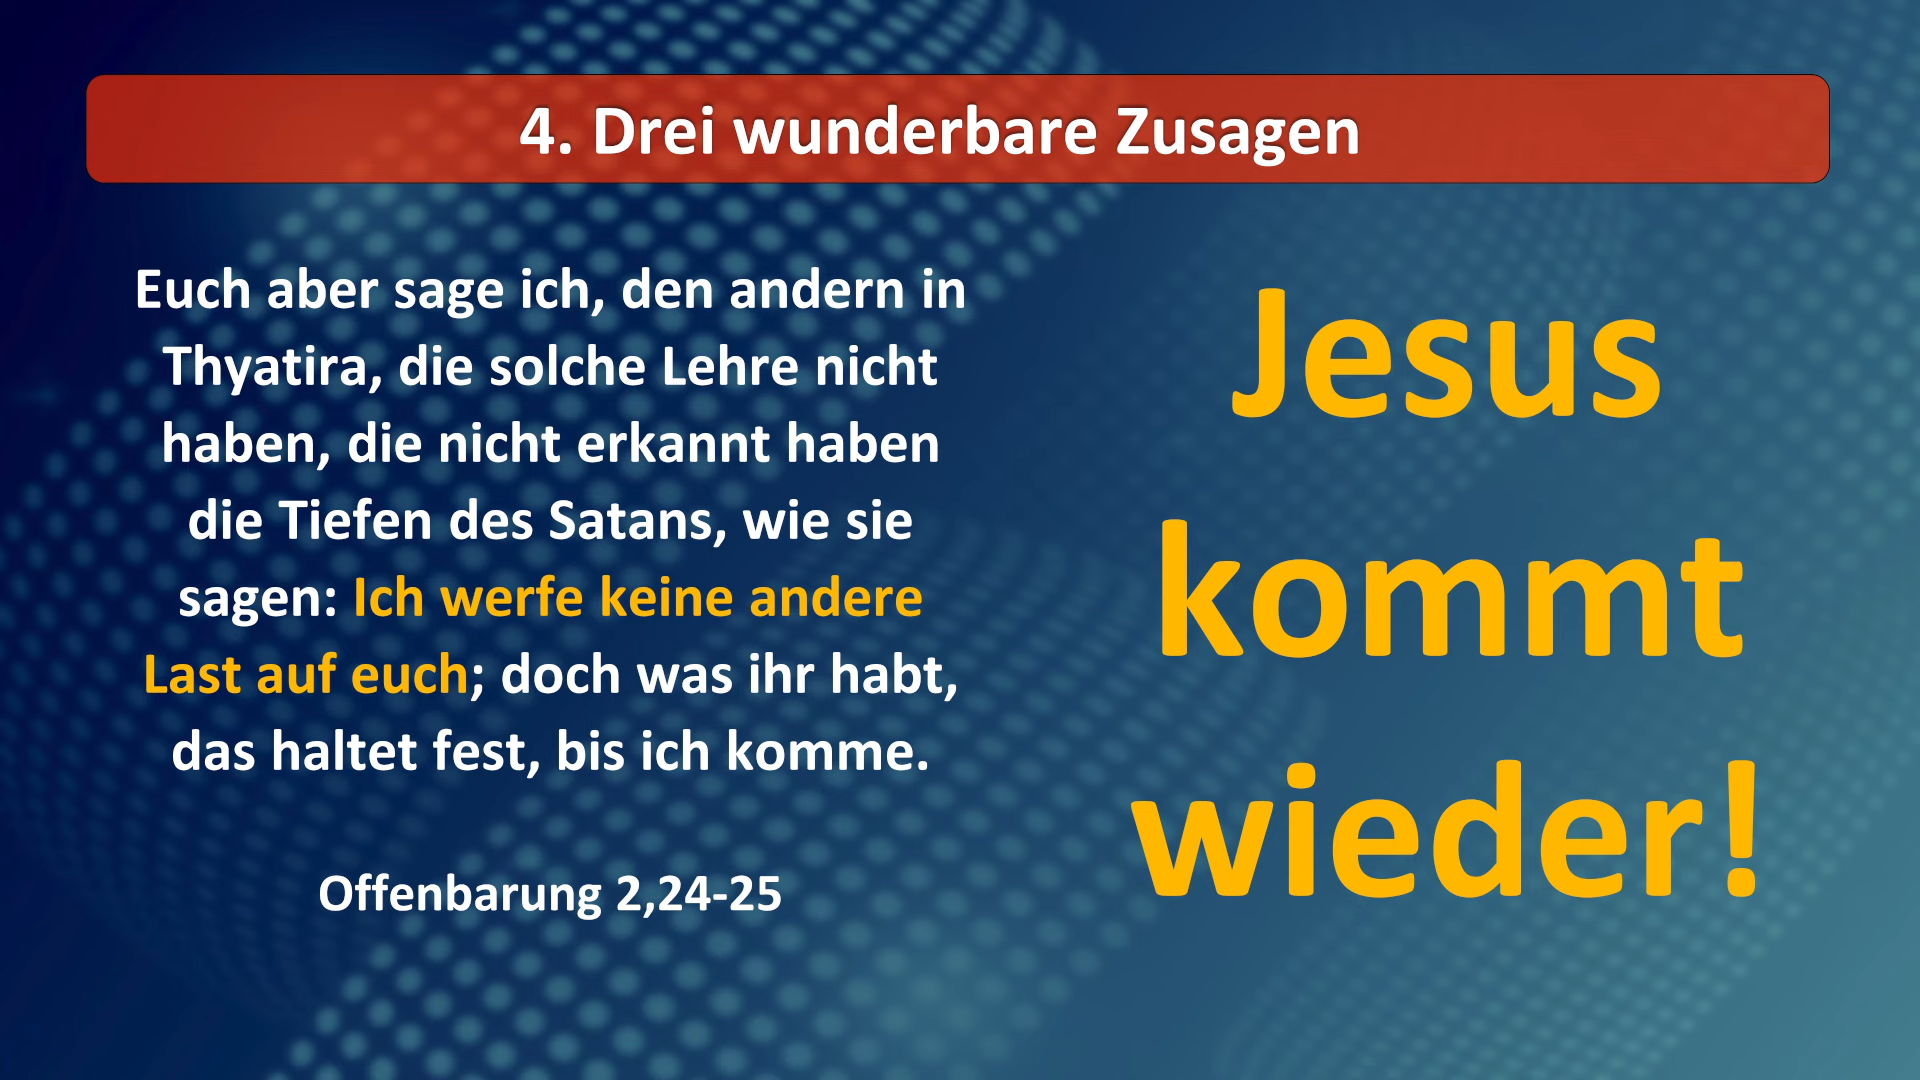 4. Drei wunderbare Zusagen
Euch aber sage ich, den andern in
Thyatira, die solche Lehre nicht
haben, die nicht erkannt haben
die Tiefen des Satans, wie sie
sagen: Ich werfe keine andere
Last auf euch; doch was ihr habt,
das haltet fest, bis ich komme.
Offenbarung 2,24-25
Jesus
kommt
wieder!